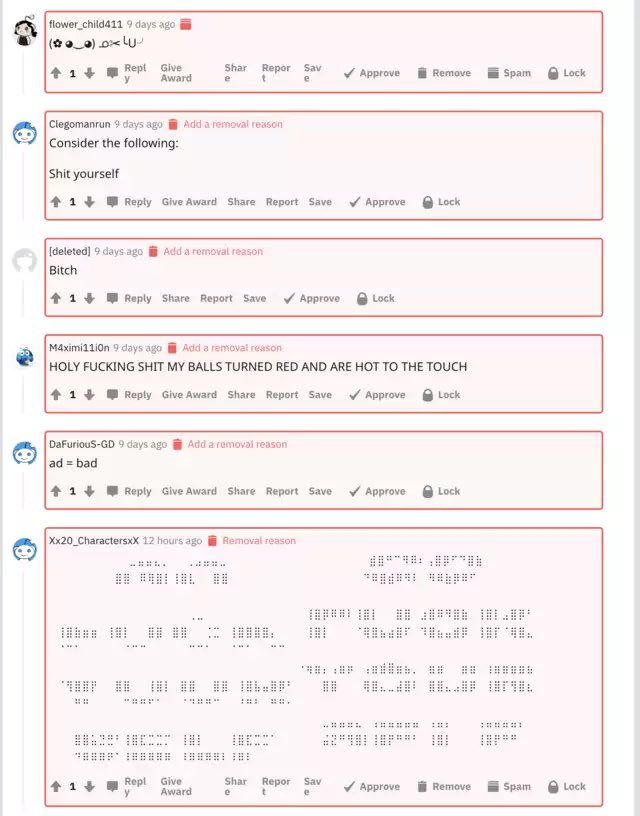 flower_child411 9 days ago
(✿ ◕‿◕) ᓄ✂╰U╯
1 Reply Give Award Share Report Save Approve Remove Spam Lock
Clegomanrun 9 days ago Add a removal reason
Consider the following:
Shit yourself
1 Reply Give Award Share Report Save Approve Lock
[deleted] 9 days ago Add a removal reason
Bitch
1 Reply Share Report Save Approve Lock
M4ximi11i0n 9 days ago Add a removal reason
HOLY FUCKING SHIT MY BALLS TURNED RED AND ARE HOT TO THE TOUCH
1 Reply Give Award Share Report Save Approve Lock
DaFuriouS-GD 9 days ago Add a removal reason
ad = bad
1 Reply Give Award Share Report Save Approve Lock
Xx20_CharactersxX 12 hours ago Removal reason
1 Reply Give Award Share Report Save Approve Remove Spam Lock